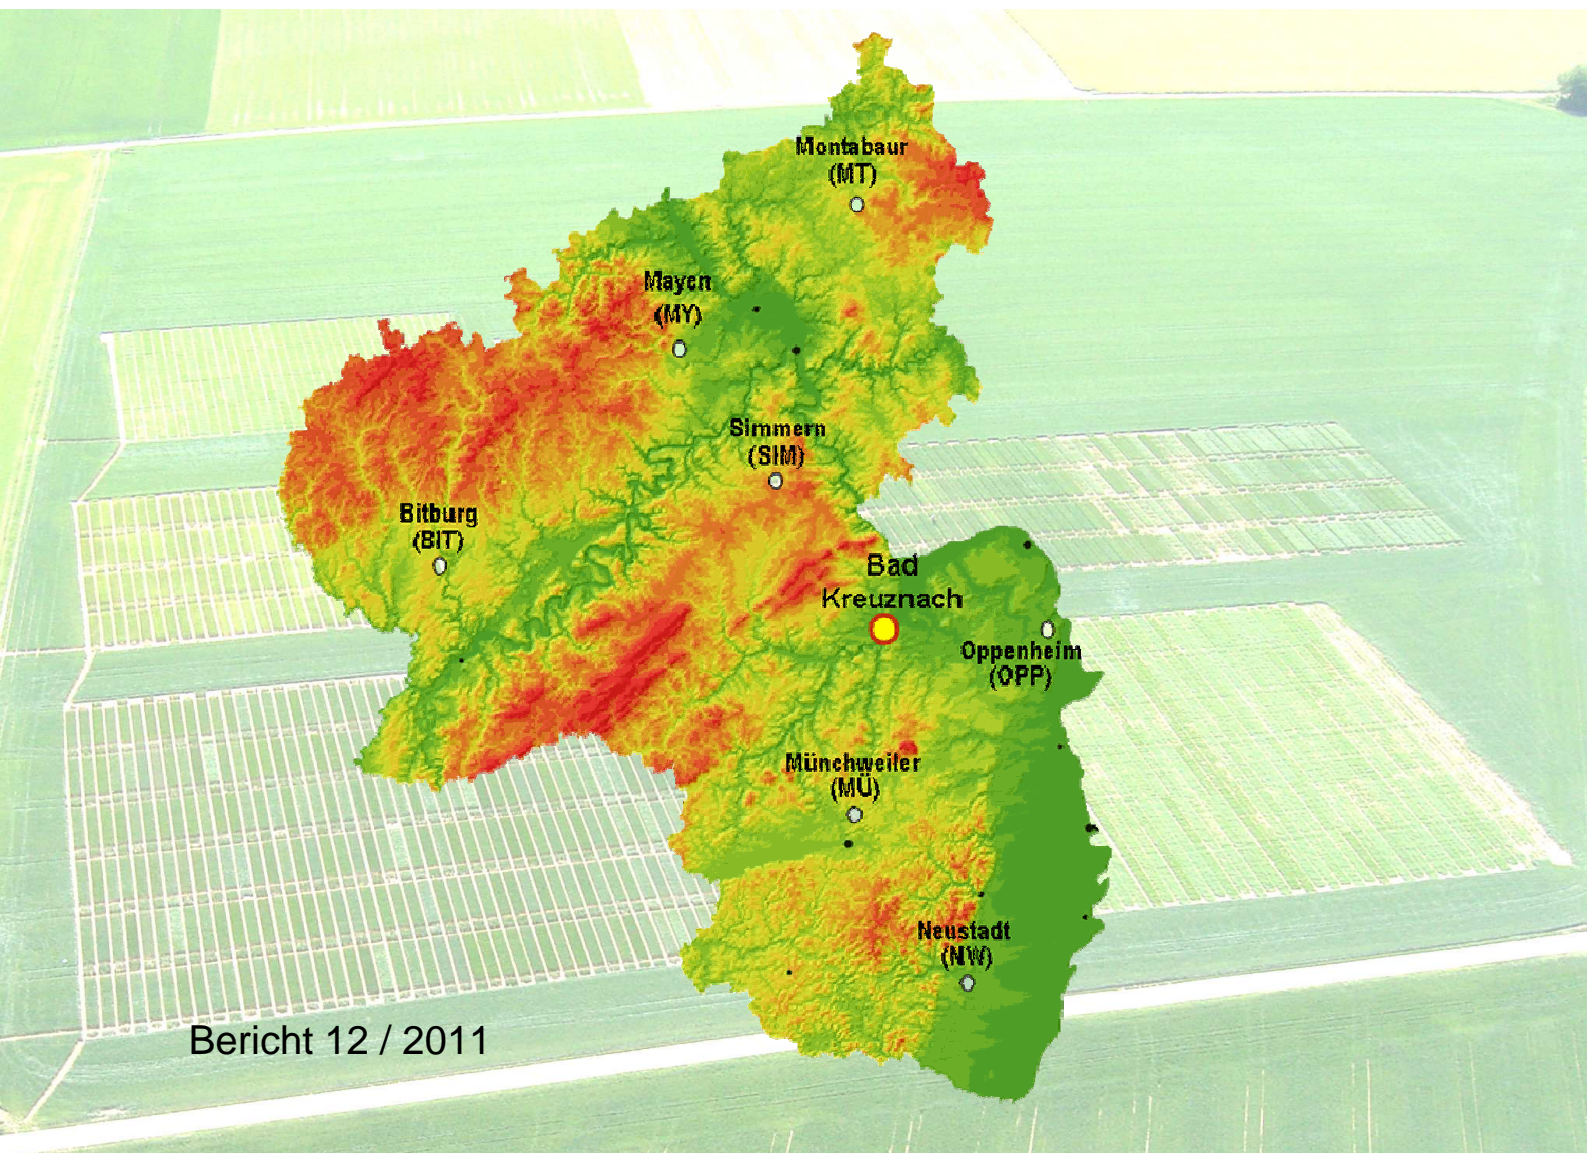 Montabaur
(MT)
Mayen
(MY)
Simmern
(SIM)
Bitburg
(BIT)
Bad
Kreuznach
Oppenheim
(OPP)
Münchweiler
(MÜ)
Neustadt
(NW)
Bericht 12 / 2011